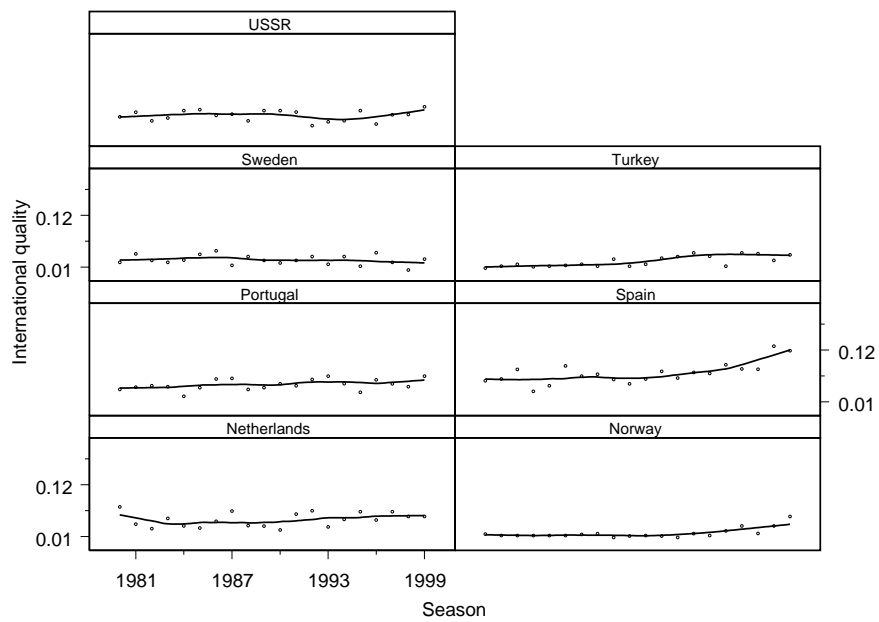 USSR
Sweden
Turkey
0.12
0.01
Portugal
Spain
0.12
0.01
Netherlands
Norway
0.12
0.01
1981 1987 1993 1999
Season
International quality